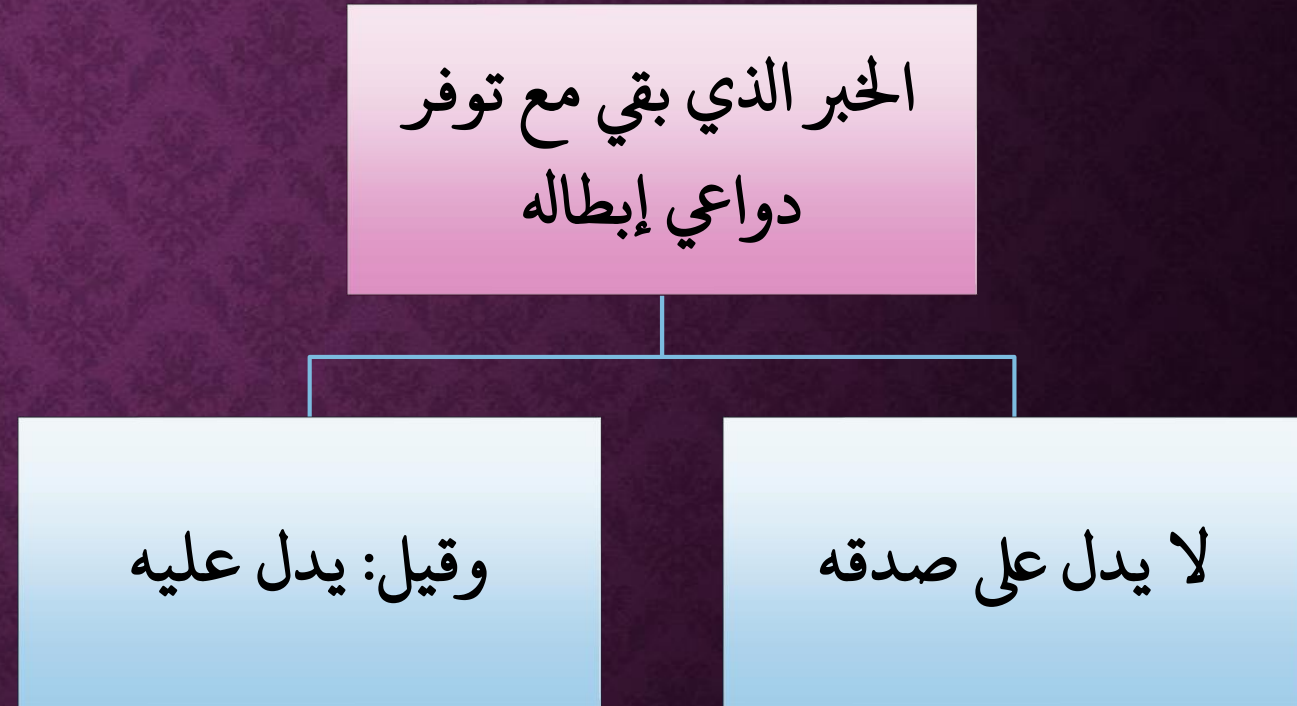 الخبر الذي بقي مع توفر
دواعي إبطاله
لا يدل على صدقه
وقيل: يدل عليه